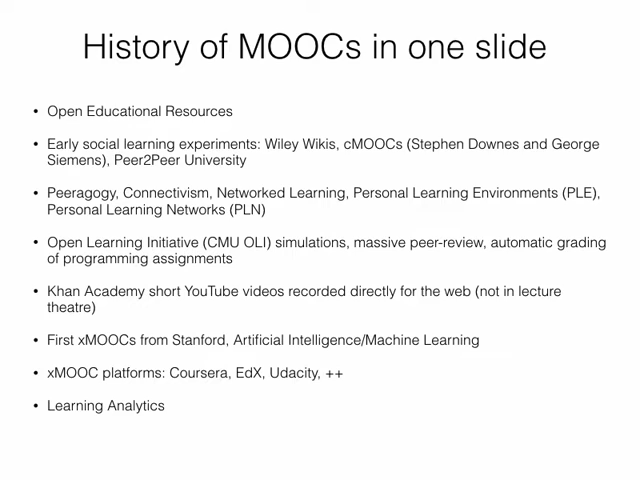 History of MOOCs in one slide
• Open Educational Resources
• Early social learning experiments: Wiley Wikis, cMOOCs (Stephen Downes and George
Siemens), Peer2Peer University
• Peeragogy, Connectivism, Networked Learning, Personal Learning Environments (PLE),
Personal Learning Networks (PLN)
• Open Learning Initiative (CMU OLI) simulations, massive peer-review, automatic grading
of programming assignments
• Khan Academy short YouTube videos recorded directly for the web (not in lecture
theatre)
• First xMOOCs from Stanford, Artificial Intelligence/Machine Learning
• xMOOC platforms: Coursera, EdX, Udacity, ++
• Learning Analytics